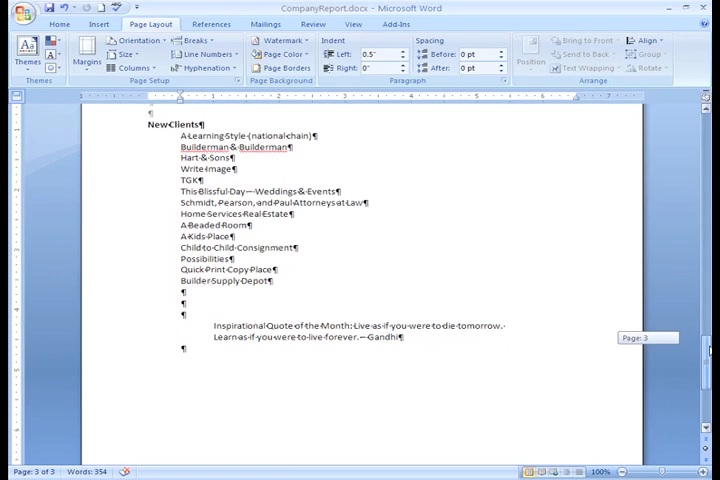 CompanyReport.docx - Microsoft Word
Home Insert Page Layout References Mailings Review View Add-Ins
Themes
Margins
Orientation
Size
Columns
Breaks
Line Numbers
Hyphenation
Watermark
Page Color
Page Borders
Indent
Left: 0.5"
Right: 0"
Spacing
Before: 0 pt
After: 0 pt
Position
Bring to Front
Send to Back
Text Wrapping
Align
Group
Rotate
Themes Page Setup Page Background Paragraph Arrange
New Clients¶
A Learning Style (national chain)¶
Builderman & Builderman¶
Hart & Sons¶
Write Image¶
TGK¶
This Blissful Day — Weddings & Events¶
Schmidt, Pearson, and Paul Attorneys at Law¶
Home Services Real Estate¶
A Beaded Room¶
A Kids Place¶
Child to Child Consignment¶
Possibilities¶
Quick Print Copy Place¶
Builder Supply Depot¶
¶
¶
¶
Inspirational Quote of the Month: Live as if you were to die tomorrow.
Learn as if you were to live forever. -- Gandhi¶
¶
Page: 3
Page: 3 of 3 Words: 354 100%